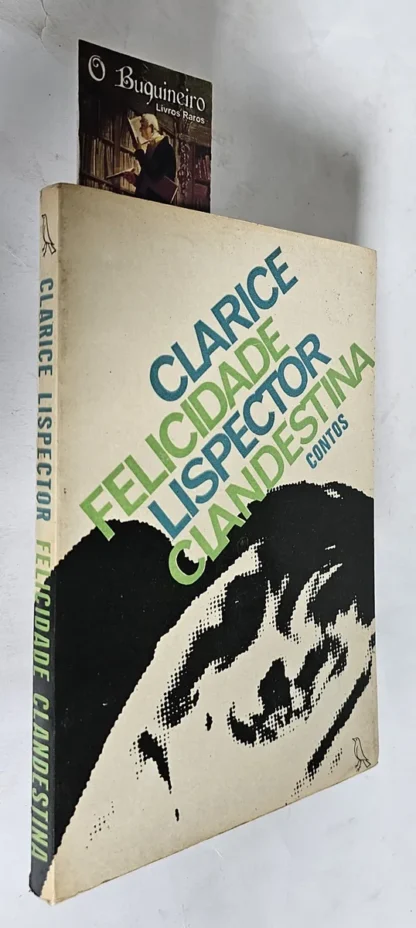 O Buquineiro
Livros Raros
CLARICE
FELICIDADE
LISPECTOR
CLANDESTINA
CONTOS
CLARICE LISPECTOR FELICIDADE CLANDESTINA